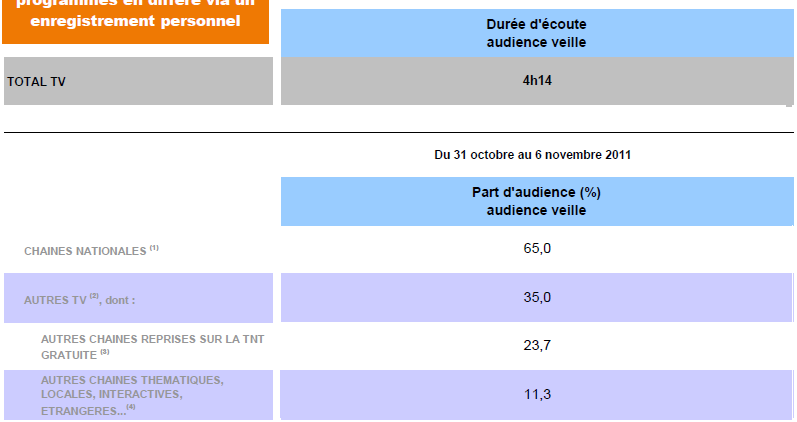 programmes en différé via un
enregistrement personnel
Durée d'écoute
audience veille
TOTAL TV
4h14
Du 31 octobre au 6 novembre 2011
Part d'audience (%)
audience veille
CHAINES NATIONALES (1)
65,0
AUTRES TV (2), dont :
35,0
AUTRES CHAINES REPRISES SUR LA TNT
GRATUITE (3)
23,7
AUTRES CHAINES THEMATIQUES,
LOCALES, INTERACTIVES,
ETRANGERES...(4)
11,3